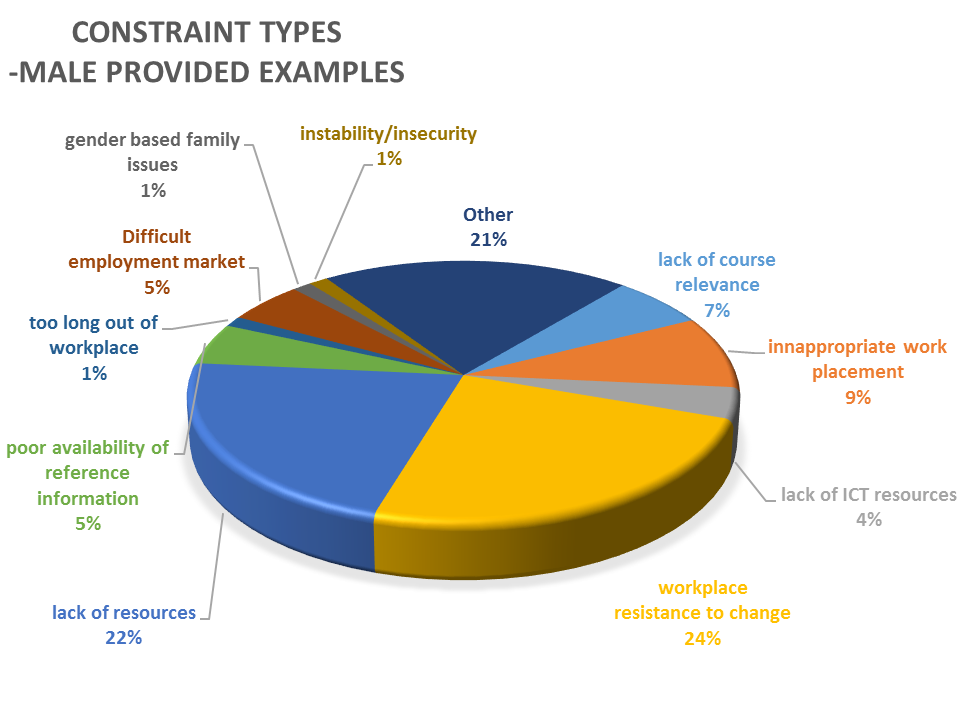 CONSTRAINT TYPES
-MALE PROVIDED EXAMPLES
gender based family
issues
1%
instability/insecurity
1%
Other
21%
Difficult
employment market
5%
lack of course
relevance
7%
too long out of
workplace
1%
innappropriate work
placement
9%
poor availability of
reference
information
5%
lack of ICT resources
4%
lack of resources
22%
workplace
resistance to change
24%